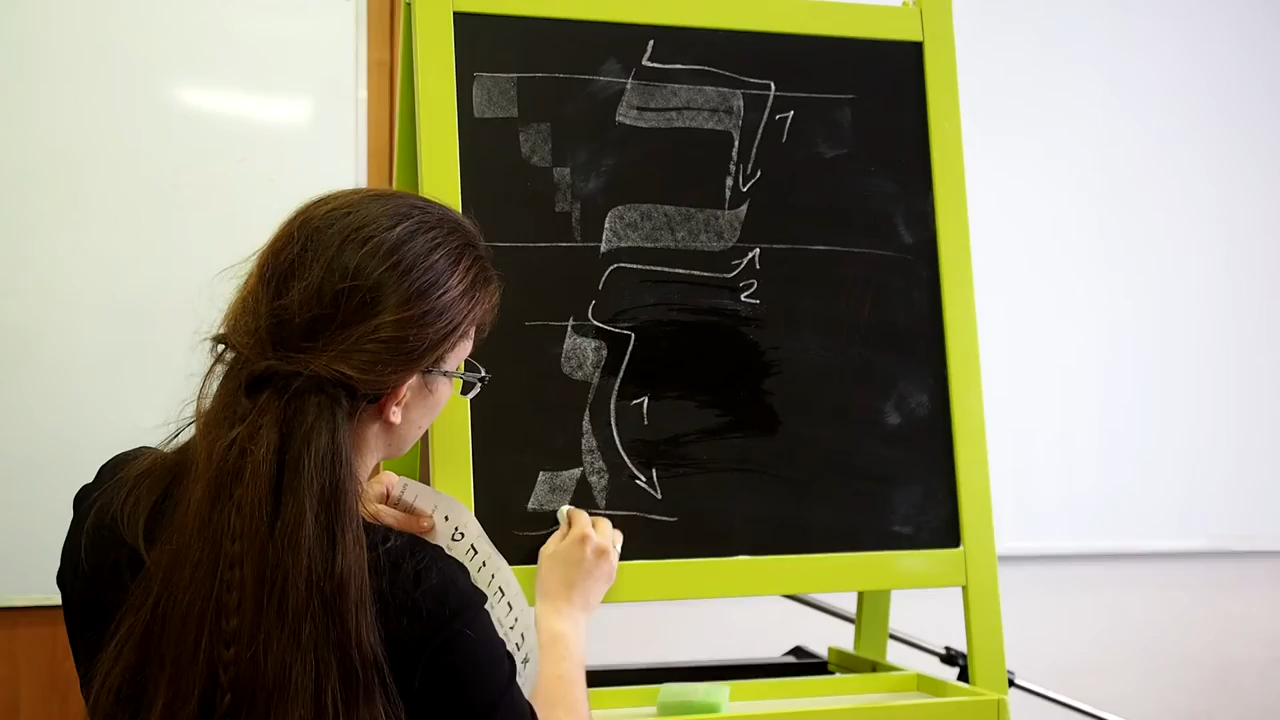 ב 1
2
ג 1
א ב ג ד ה ו ז ח ט י